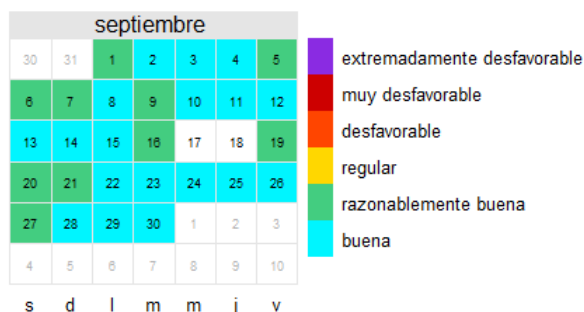 septiembre
30 31 1 2 3 4 5
6 7 8 9 10 11 12
13 14 15 16 17 18 19
20 21 22 23 24 25 26
27 28 29 30 1 2 3
4 5 6 7 8 9 10
s d l m m j v
extremadamente desfavorable
muy desfavorable
desfavorable
regular
razonablemente buena
buena